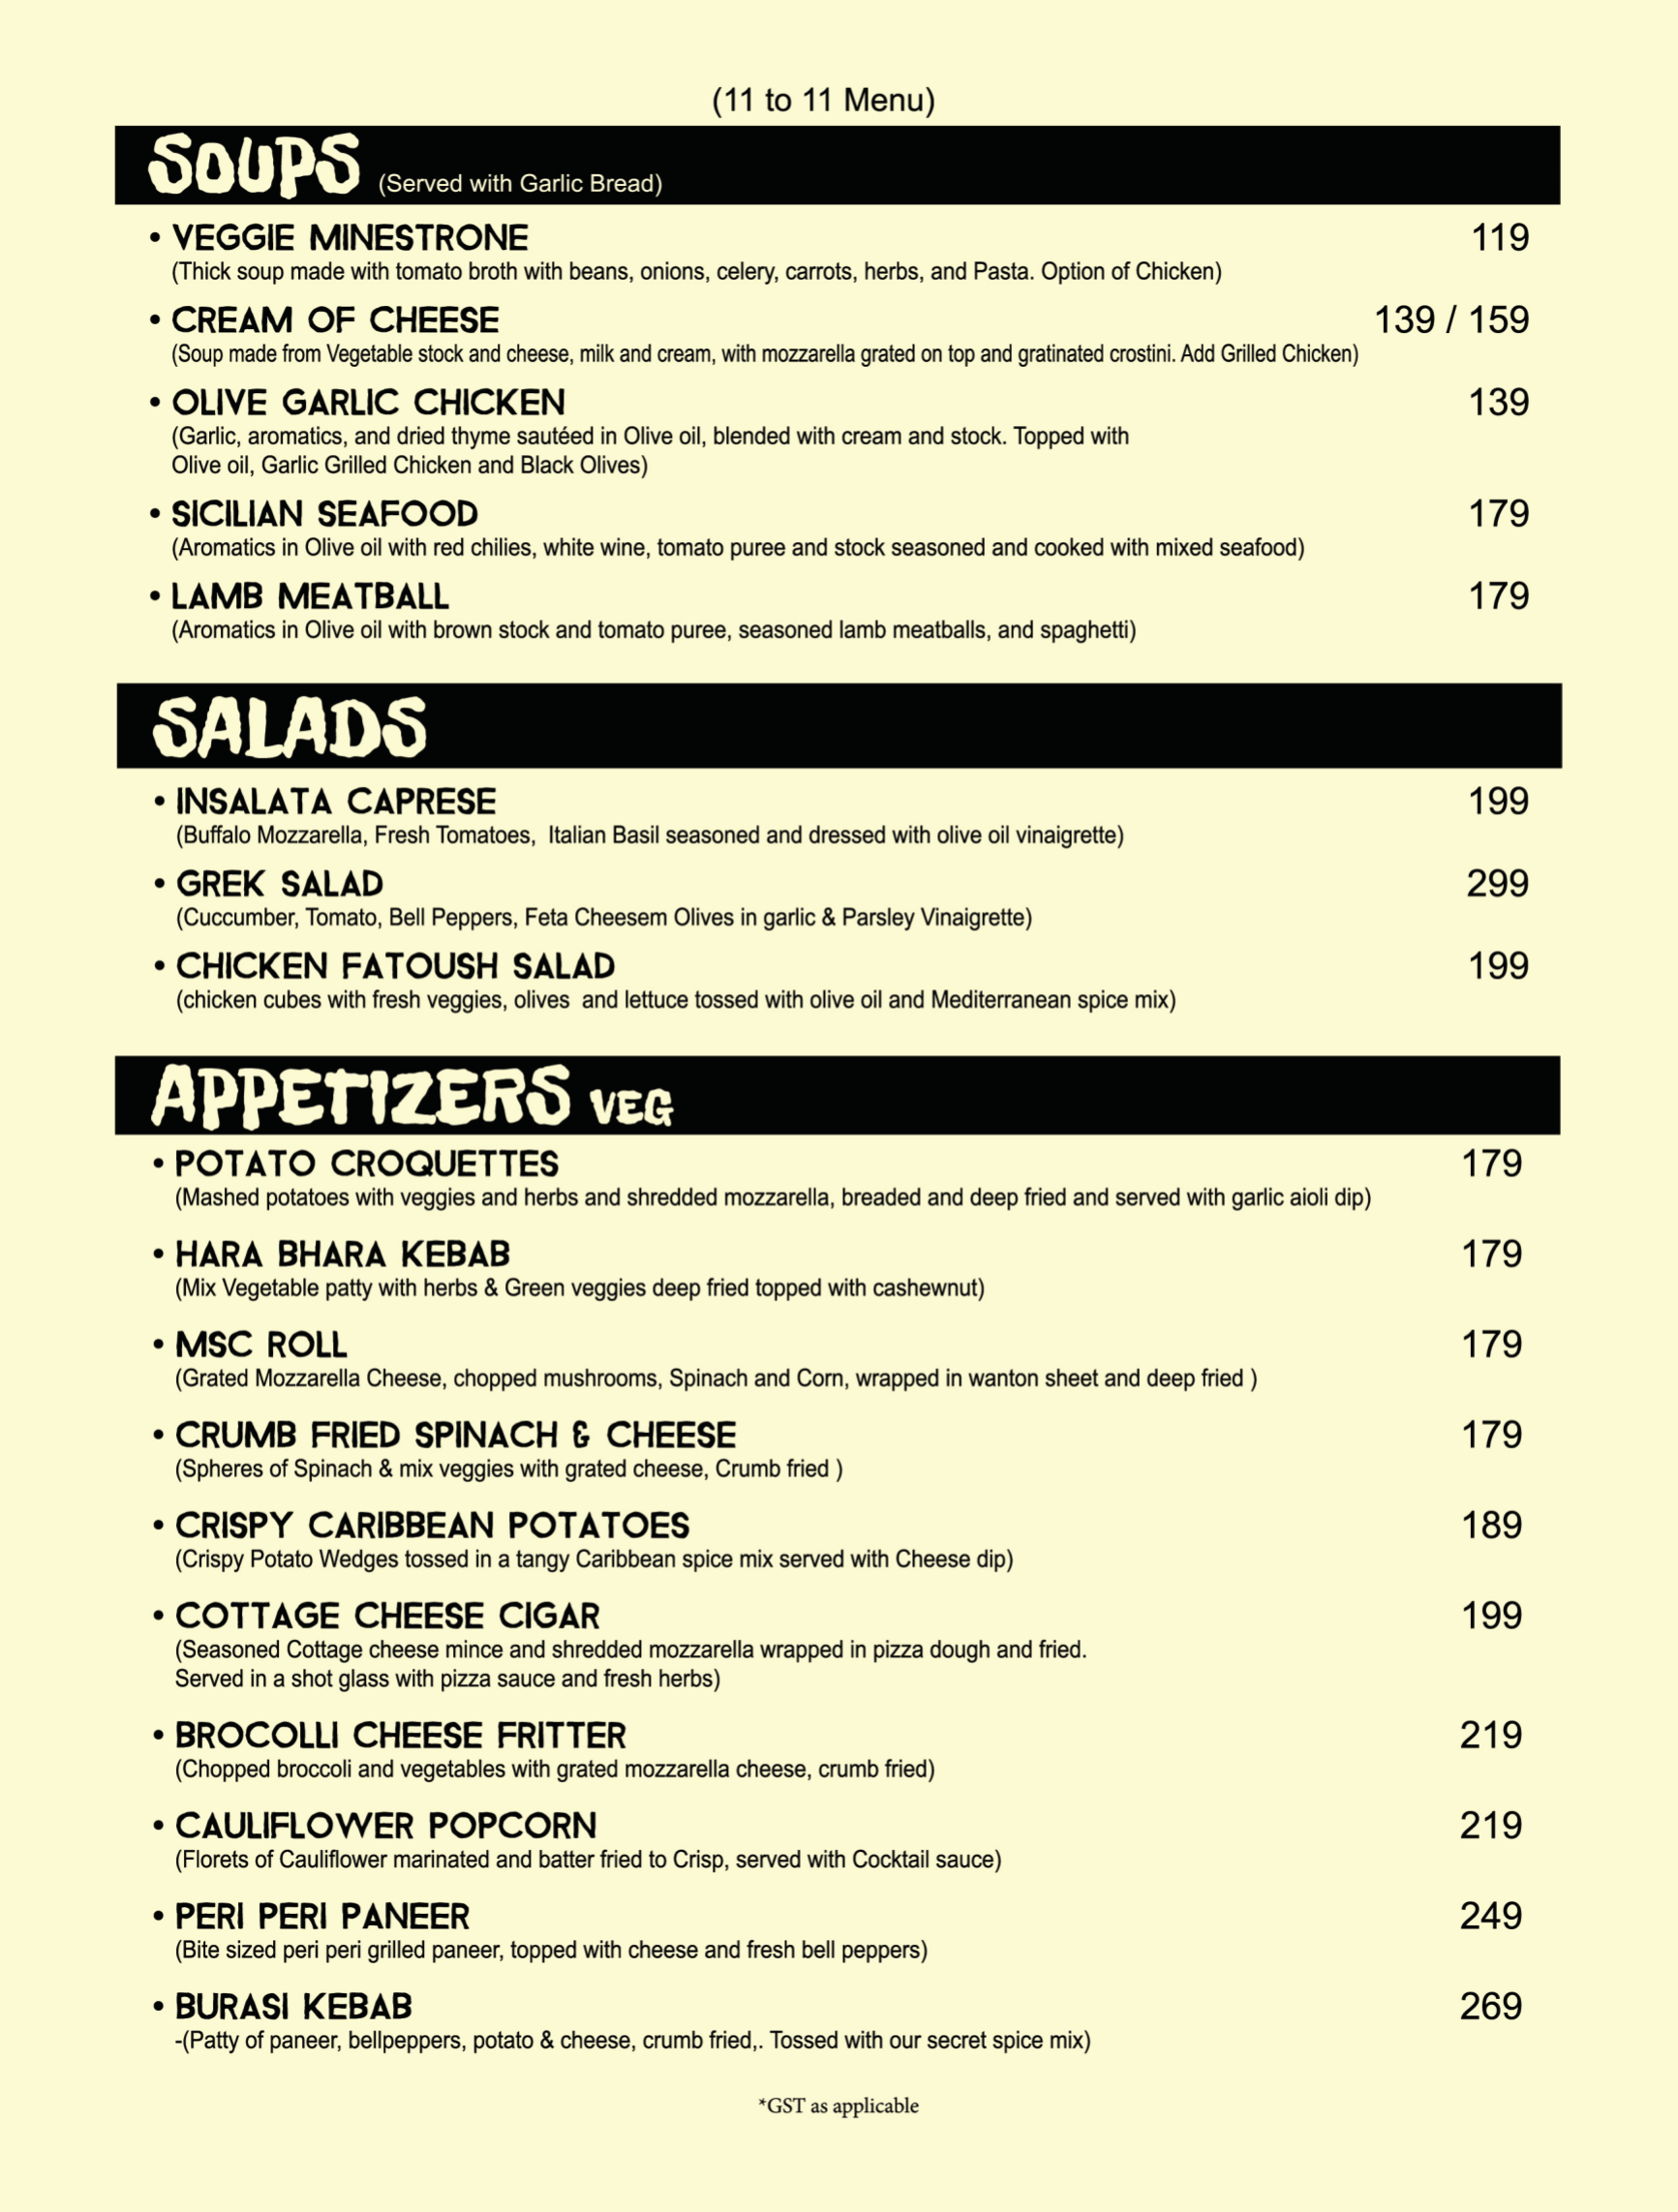 (11 to 11 Menu)
SOUPS (Served with Garlic Bread)
• VEGGIE MINESTRONE 119
(Thick soup made with tomato broth with beans, onions, celery, carrots, herbs, and Pasta. Option of Chicken)
• CREAM OF CHEESE 139 / 159
(Soup made from Vegetable stock and cheese, milk and cream, with mozzarella grated on top and gratinated crostini. Add Grilled Chicken)
• OLIVE GARLIC CHICKEN 139
(Garlic, aromatics, and dried thyme sautéed in Olive oil, blended with cream and stock. Topped with
Olive oil, Garlic Grilled Chicken and Black Olives)
• SICILIAN SEAFOOD 179
(Aromatics in Olive oil with red chilies, white wine, tomato puree and stock seasoned and cooked with mixed seafood)
• LAMB MEATBALL 179
(Aromatics in Olive oil with brown stock and tomato puree, seasoned lamb meatballs, and spaghetti)
SALADS
• INSALATA CAPRESE 199
(Buffalo Mozzarella, Fresh Tomatoes, Italian Basil seasoned and dressed with olive oil vinaigrette)
• GREK SALAD 299
(Cuccumber, Tomato, Bell Peppers, Feta Cheesem Olives in garlic & Parsley Vinaigrette)
• CHICKEN FATOUSH SALAD 199
(chicken cubes with fresh veggies, olives and lettuce tossed with olive oil and Mediterranean spice mix)
APPETIZERS VEG
• POTATO CROQUETTES 179
(Mashed potatoes with veggies and herbs and shredded mozzarella, breaded and deep fried and served with garlic aioli dip)
• HARA BHARA KEBAB 179
(Mix Vegetable patty with herbs & Green veggies deep fried topped with cashewnut)
• MSC ROLL 179
(Grated Mozzarella Cheese, chopped mushrooms, Spinach and Corn, wrapped in wanton sheet and deep fried )
• CRUMB FRIED SPINACH & CHEESE 179
(Spheres of Spinach & mix veggies with grated cheese, Crumb fried )
• CRISPY CARIBBEAN POTATOES 189
(Crispy Potato Wedges tossed in a tangy Caribbean spice mix served with Cheese dip)
• COTTAGE CHEESE CIGAR 199
(Seasoned Cottage cheese mince and shredded mozzarella wrapped in pizza dough and fried.
Served in a shot glass with pizza sauce and fresh herbs)
• BROCOLLI CHEESE FRITTER 219
(Chopped broccoli and vegetables with grated mozzarella cheese, crumb fried)
• CAULIFLOWER POPCORN 219
(Florets of Cauliflower marinated and batter fried to Crisp, served with Cocktail sauce)
• PERI PERI PANEER 249
(Bite sized peri peri grilled paneer, topped with cheese and fresh bell peppers)
• BURASI KEBAB 269
-(Patty of paneer, bellpeppers, potato & cheese, crumb fried,. Tossed with our secret spice mix)
*GST as applicable